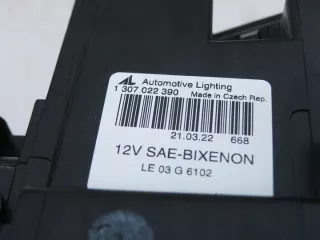 AL Automotive Lighting
1 307 022 390
Made in Czech Rep.
21.03.22 668
12V SAE-BIXENON
LE 03 G 6102